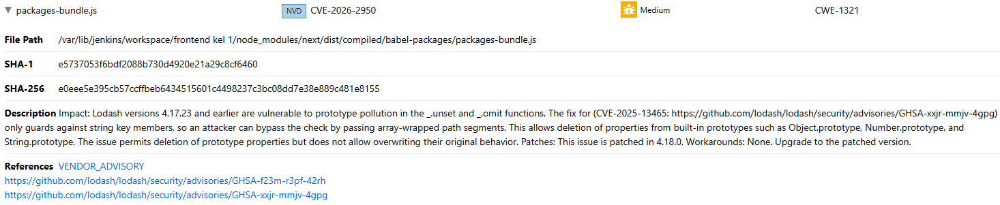 packages-bundle.js NVD CVE-2026-2950 Medium CWE-1321
File Path /var/lib/jenkins/workspace/frontend kel 1/node_modules/next/dist/compiled/babel-packages/packages-bundle.js
SHA-1 e5737053f6bdf2088b730d4920e21a29c8cf6460
SHA-256 e0eee5e395cb57ccffbeb6434515601c4498237c3bc08dd7e38e889c481e8155
Description Impact: Lodash versions 4.17.23 and earlier are vulnerable to prototype pollution in the _.unset and _.omit functions. The fix for (CVE-2025-13465: https://github.com/lodash/lodash/security/advisories/GHSA-xxjr-mmjv-4gpg)
only guards against string key members, so an attacker can bypass the check by passing array-wrapped path segments. This allows deletion of properties from built-in prototypes such as Object.prototype, Number.prototype, and
String.prototype. The issue permits deletion of prototype properties but does not allow overwriting their original behavior. Patches: This issue is patched in 4.18.0. Workarounds: None. Upgrade to the patched version.
References VENDOR_ADVISORY
https://github.com/lodash/lodash/security/advisories/GHSA-f23m-r3pf-42rh
https://github.com/lodash/lodash/security/advisories/GHSA-xxjr-mmjv-4gpg